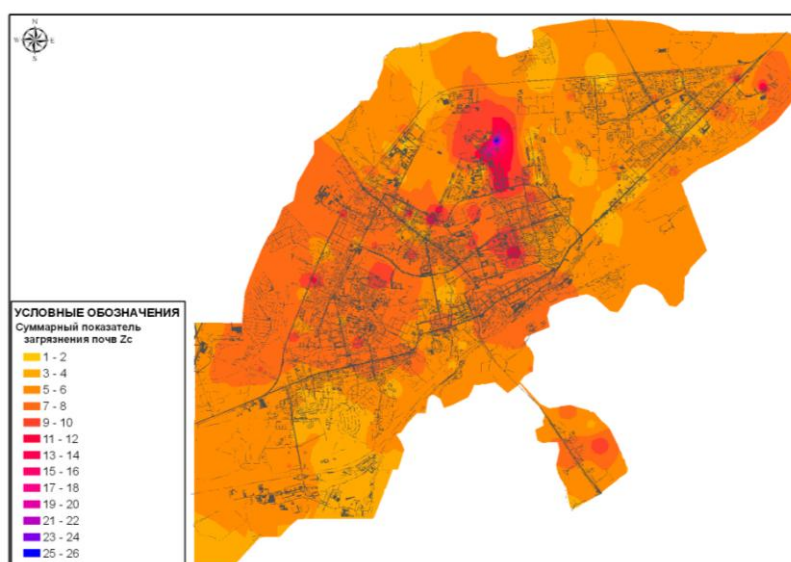 N
W
E
S
УСЛОВНЫЕ ОБОЗНАЧЕНИЯ
Суммарный показатель
загрязнения почв Zc
1 - 2
3 - 4
5 - 6
7 - 8
9 - 10
11 - 12
13 - 14
15 - 16
17 - 18
19 - 20
21 - 22
23 - 24
25 - 26